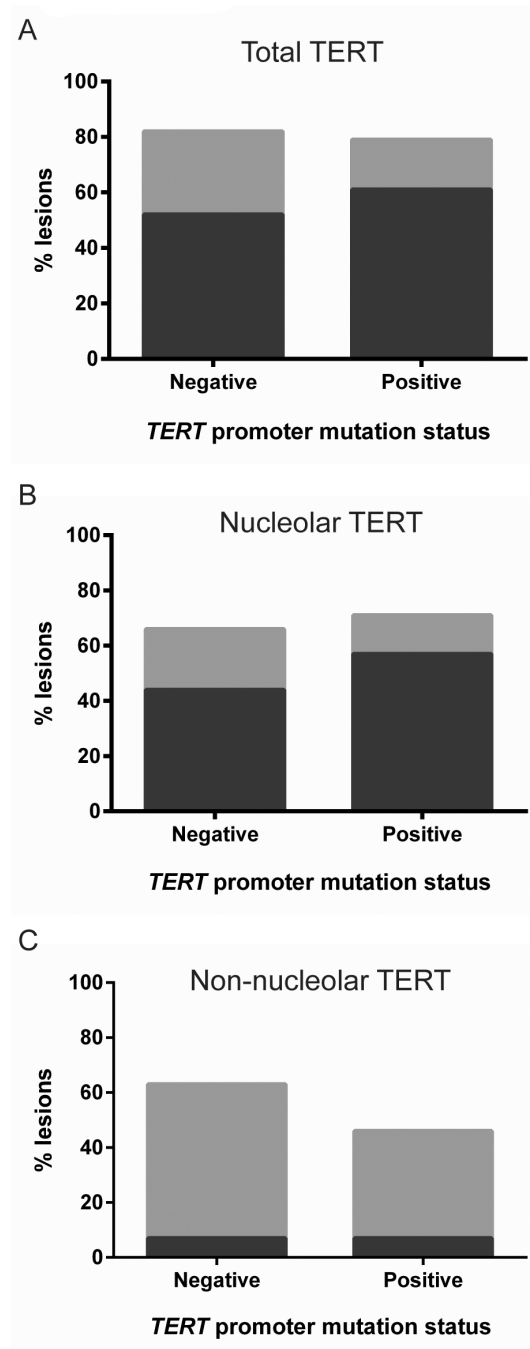 A
Total TERT
100
80
60
40
20
0
% lesions
Negative Positive
TERT promoter mutation status
B
Nucleolar TERT
100
80
60
40
20
0
% lesions
Negative Positive
TERT promoter mutation status
C
Non-nucleolar TERT
100
80
60
40
20
0
% lesions
Negative Positive
TERT promoter mutation status